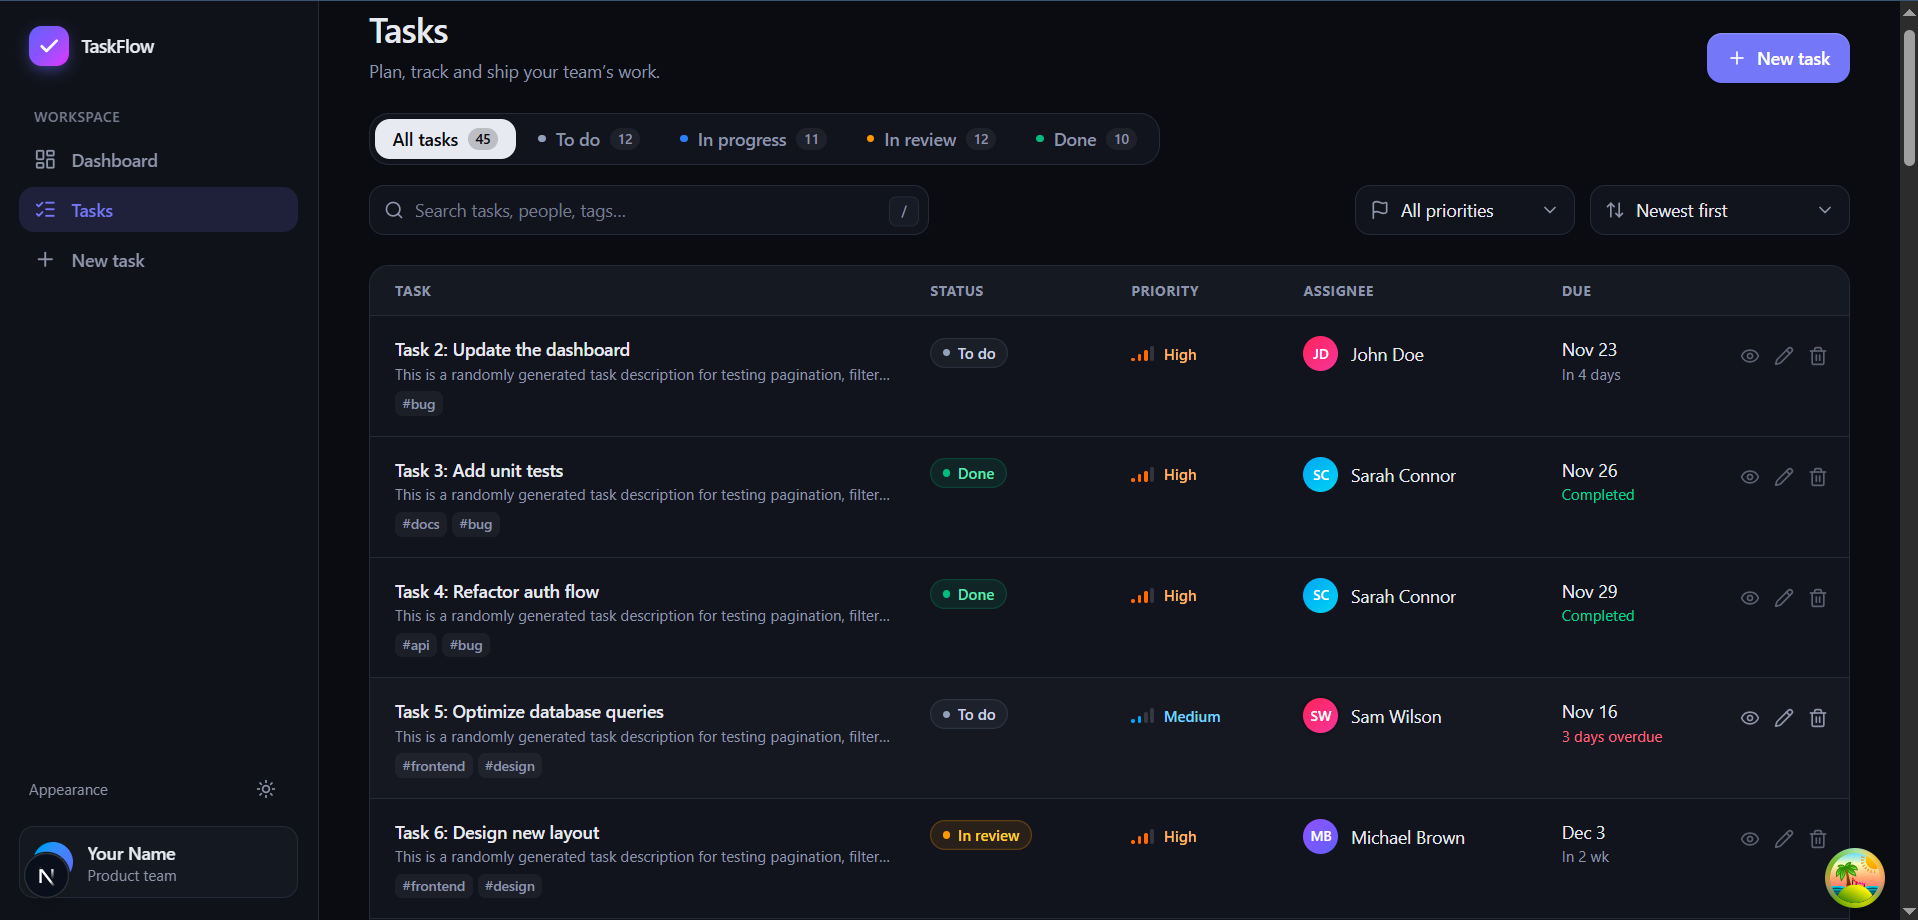 TaskFlow
WORKSPACE
Dashboard
Tasks
New task
Appearance
N
Your Name
Product team
Tasks
Plan, track and ship your team’s work.
New task
All tasks 45
To do 12
In progress 11
In review 12
Done 10
Search tasks, people, tags...
/
All priorities
Newest first
TASK STATUS PRIORITY ASSIGNEE DUE
Task 2: Update the dashboard
This is a randomly generated task description for testing pagination, filter...
#bug
To do
High
JD John Doe
Nov 23
In 4 days
Task 3: Add unit tests
This is a randomly generated task description for testing pagination, filter...
#docs #bug
Done
High
SC Sarah Connor
Nov 26
Completed
Task 4: Refactor auth flow
This is a randomly generated task description for testing pagination, filter...
#api #bug
Done
High
SC Sarah Connor
Nov 29
Completed
Task 5: Optimize database queries
This is a randomly generated task description for testing pagination, filter...
#frontend #design
To do
Medium
SW Sam Wilson
Nov 16
3 days overdue
Task 6: Design new layout
This is a randomly generated task description for testing pagination, filter...
#frontend #design
In review
High
MB Michael Brown
Dec 3
In 2 wk